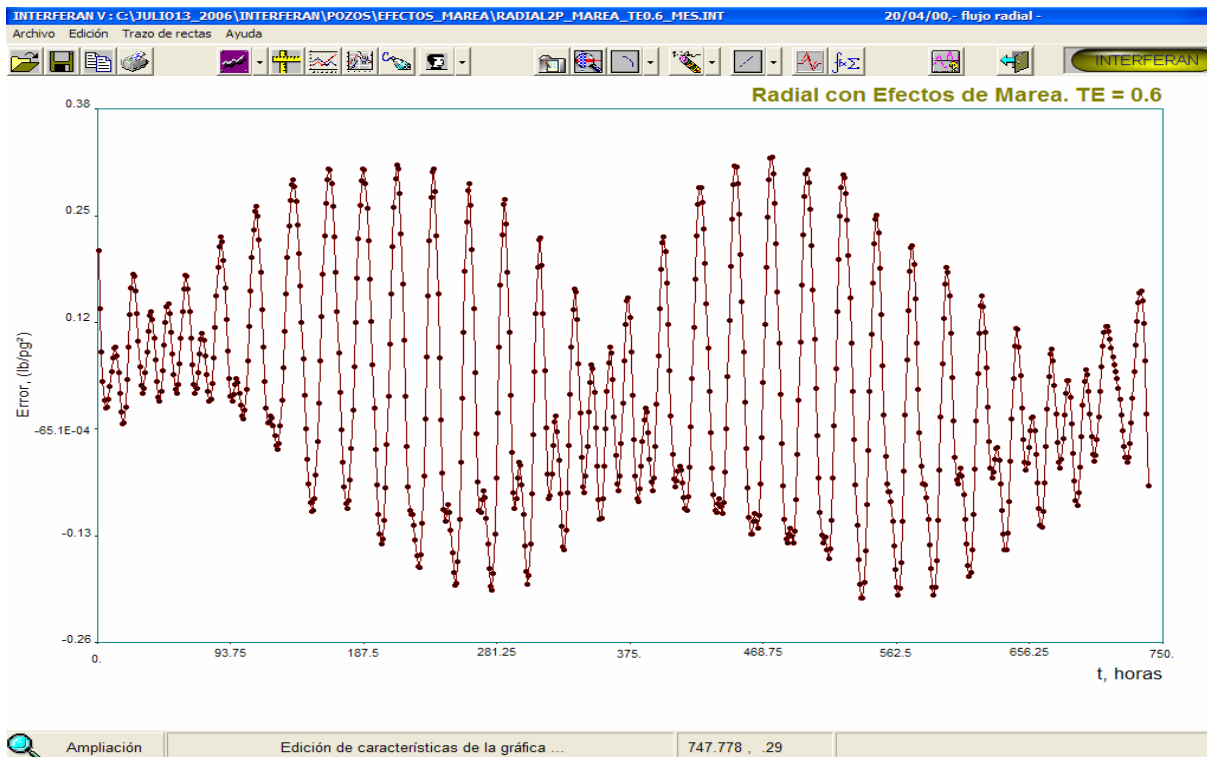 INTERFERAN V : C:\JULIO13_2006\INTERFERAN\POZOS\EFECTOS_MAREA\RADIAL2P_MAREA_TE0.6_MES.INT 20/04/00,- flujo radial -
Archivo Edición Trazo de rectas Ayuda
INTERFERAN
Radial con Efectos de Marea. TE = 0.6
0.38
0.25
0.12
-65.1E-04
-0.13
-0.26
Error, (lb/pg²)
0. 93.75 187.5 281.25 375. 468.75 562.5 656.25 750.
t, horas
Ampliación Edición de características de la gráfica ... 747.778 , .29